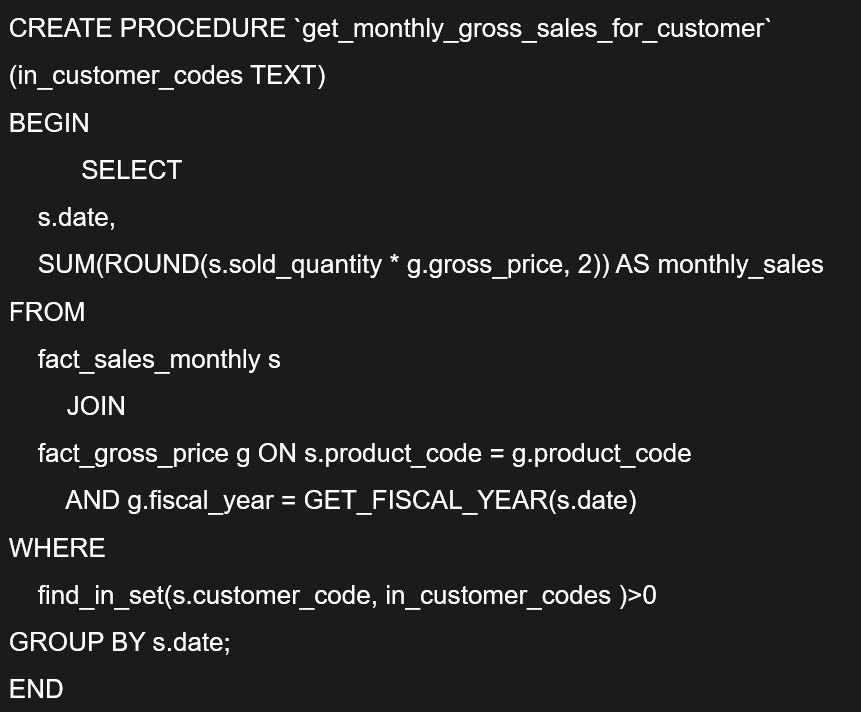 CREATE PROCEDURE `get_monthly_gross_sales_for_customer`
(in_customer_codes TEXT)
BEGIN
SELECT
s.date,
SUM(ROUND(s.sold_quantity * g.gross_price, 2)) AS monthly_sales
FROM
fact_sales_monthly s
JOIN
fact_gross_price g ON s.product_code = g.product_code
AND g.fiscal_year = GET_FISCAL_YEAR(s.date)
WHERE
find_in_set(s.customer_code, in_customer_codes )>0
GROUP BY s.date;
END